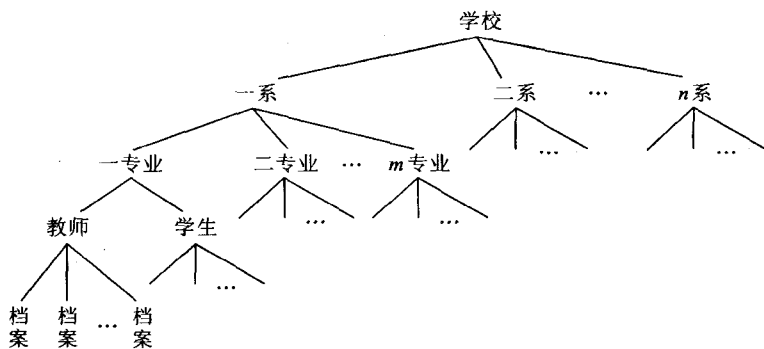 学校
一系 二系 … n系
… …
一专业 二专业 … m专业
教师 学生 … …
…
档案 档案 … 档案